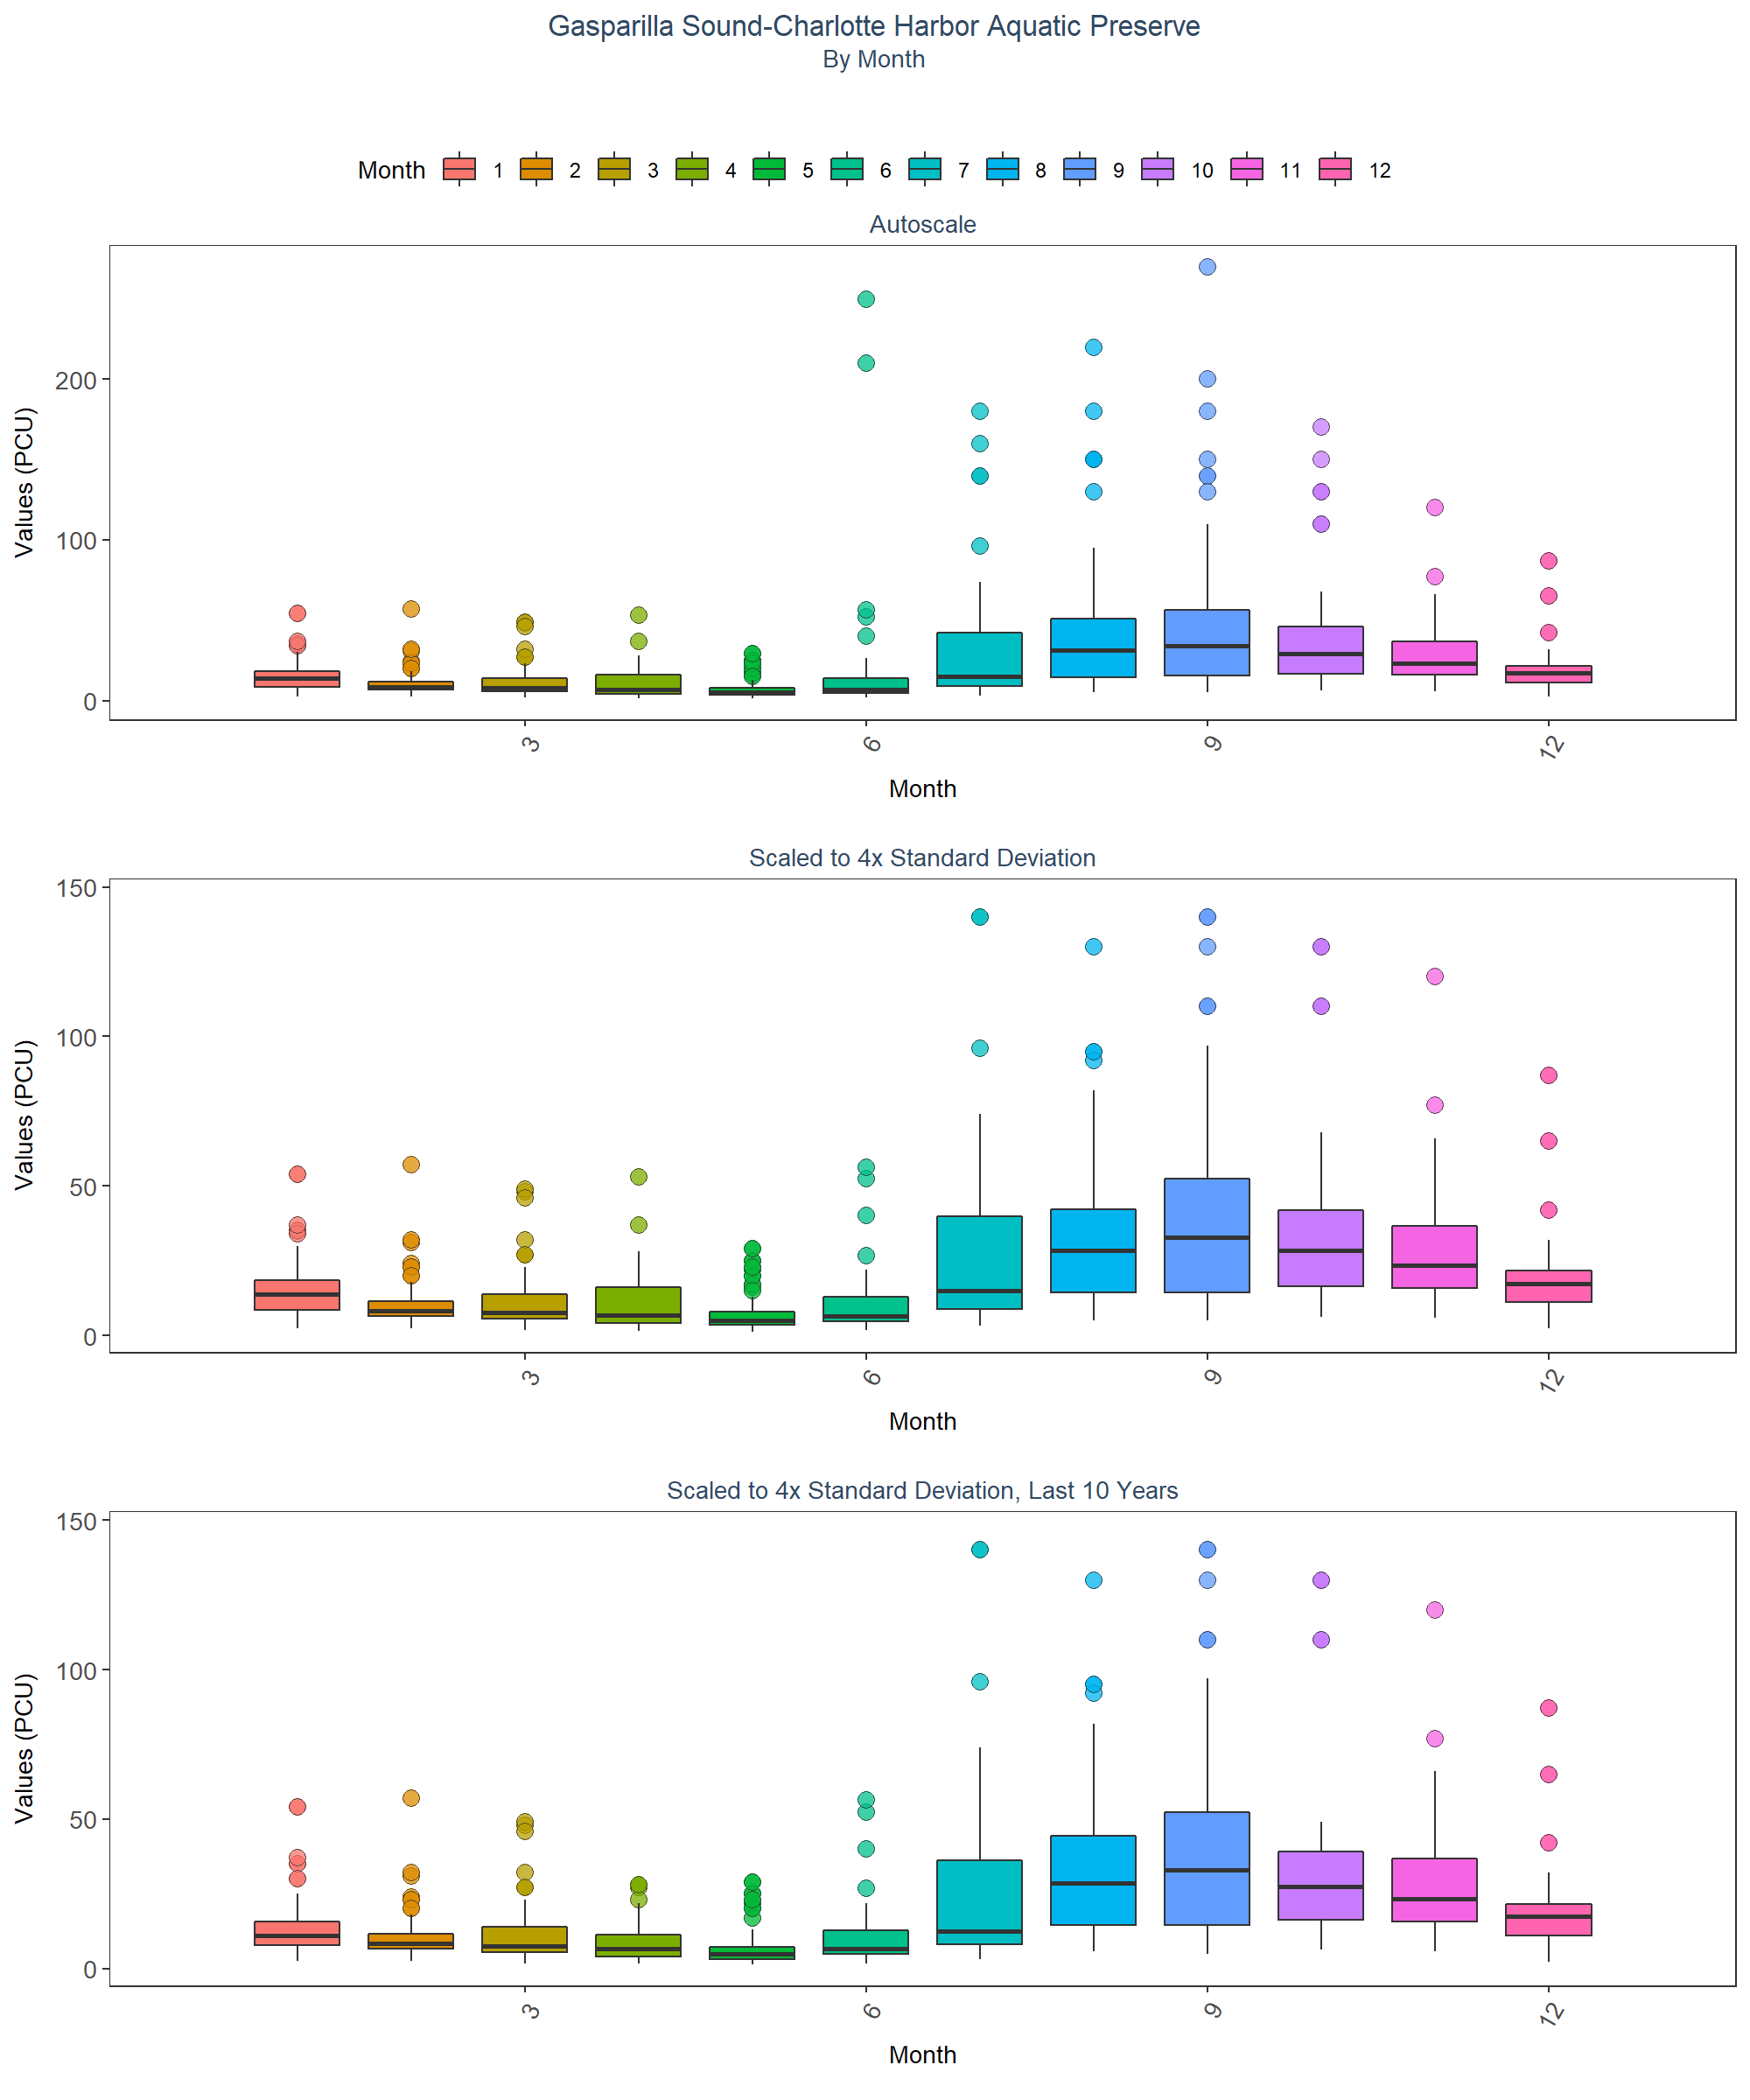 Gasparilla Sound-Charlotte Harbor Aquatic Preserve
By Month
Month 1 2 3 4 5 6 7 8 9 10 11 12
Autoscale
Values (PCU)
200
100
0
3 6 9 12
Month
Scaled to 4x Standard Deviation
Values (PCU)
150
100
50
0
3 6 9 12
Month
Scaled to 4x Standard Deviation, Last 10 Years
Values (PCU)
150
100
50
0
3 6 9 12
Month